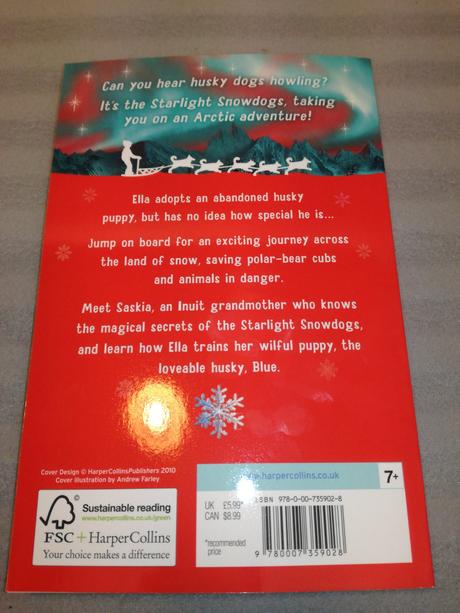 Can you hear husky dogs howling?
It's the Starlight Snowdogs, taking
you on an Arctic adventure!
Ella adopts an abandoned husky
puppy, but has no idea how special he is...
Jump on board for an exciting journey across
the land of snow, saving polar-bear cubs
and animals in danger.
Meet Saskia, an Inuit grandmother who knows
the magical secrets of the Starlight Snowdogs,
and learn how Ella trains her wilful puppy, the
loveable husky, Blue.
Cover Design © HarperCollinsPublishers 2010
Cover illustration by Andrew Farley
©
Sustainable reading
www.harpercollins.co.uk/green
FSC + HarperCollins
Your choice makes a difference
www.harpercollins.co.uk
7+
UK £5.99*
CAN $8.99
*recommended
price
ISBN 978-0-00-735902-8
9 780007 359028